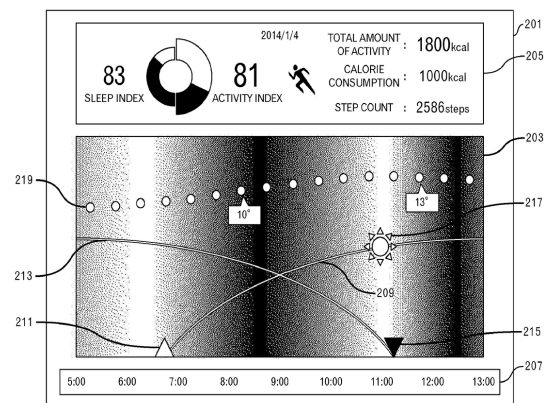 201
2014/1/4
TOTAL AMOUNT OF ACTIVITY : 1800kcal
205
83
SLEEP INDEX
81
ACTIVITY INDEX
CALORIE CONSUMPTION : 1000kcal
STEP COUNT : 2586steps
203
219
10°
13°
217
213
209
211
215
207
5:00 6:00 7:00 8:00 9:00 10:00 11:00 12:00 13:00